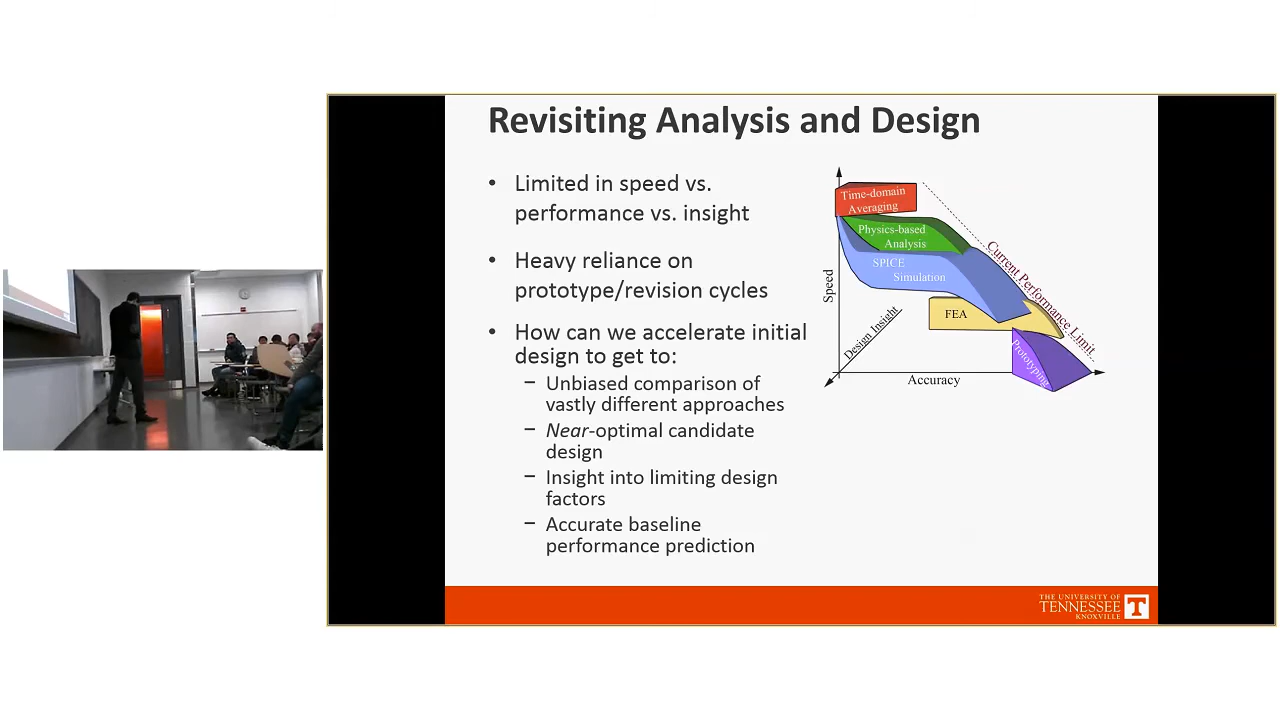 Revisiting Analysis and Design
• Limited in speed vs.
performance vs. insight
• Heavy reliance on
prototype/revision cycles
• How can we accelerate initial
design to get to:
– Unbiased comparison of
vastly different approaches
– Near-optimal candidate
design
– Insight into limiting design
factors
– Accurate baseline
performance prediction
Time-domain
Averaging
Physics-based
Analysis
SPICE
Simulation
FEA
Prototyping
Current Performance Limit
Speed
Design Insight
Accuracy
THE UNIVERSITY OF
TENNESSEE
KNOXVILLE
T